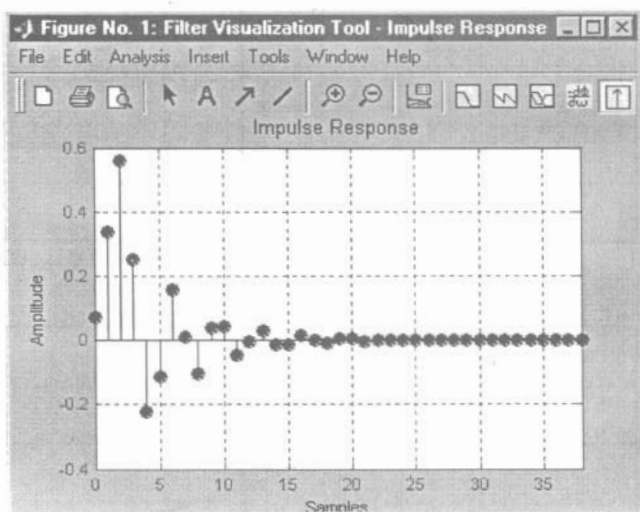 Figure No. 1: Filter Visualization Tool - Impulse Response
File Edit Analysis Insert Tools Window Help
A
Impulse Response
0.6
0.4
0.2
0
-0.2
-0.4
Amplitude
0 5 10 15 20 25 30 35
Samples